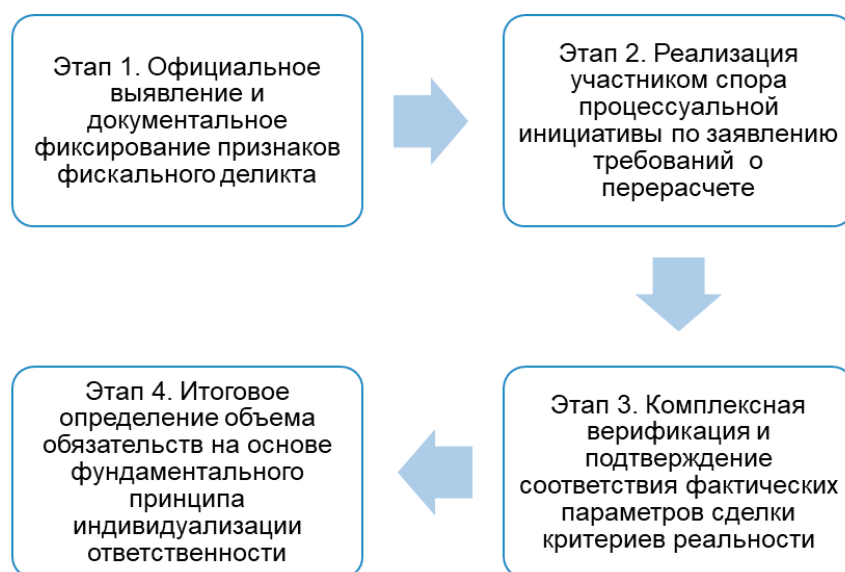 Этап 1. Официальное
выявление и
документальное
фиксирование признаков
фискального деликта
Этап 2. Реализация
участником спора
процессуальной
инициативы по заявлению
требований о
перерасчете
Этап 3. Комплексная
верификация и
подтверждение
соответствия фактических
параметров сделки
критериев реальности
Этап 4. Итоговое
определение объема
обязательств на основе
фундаментального
принципа
индивидуализации
ответственности